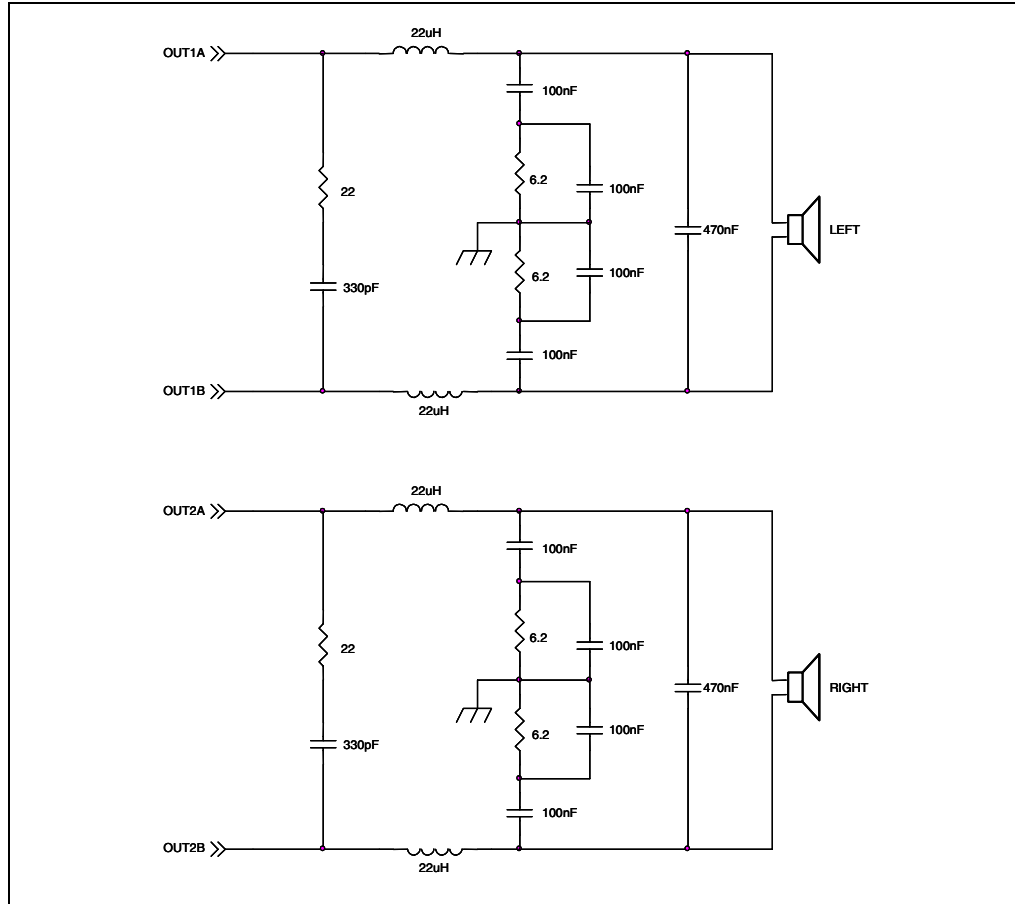 22uH
OUT1A
100nF
22
6.2
100nF
470nF
LEFT
6.2
100nF
330pF
100nF
OUT1B
22uH
22uH
OUT2A
100nF
22
6.2
100nF
470nF
RIGHT
6.2
100nF
330pF
100nF
OUT2B
22uH